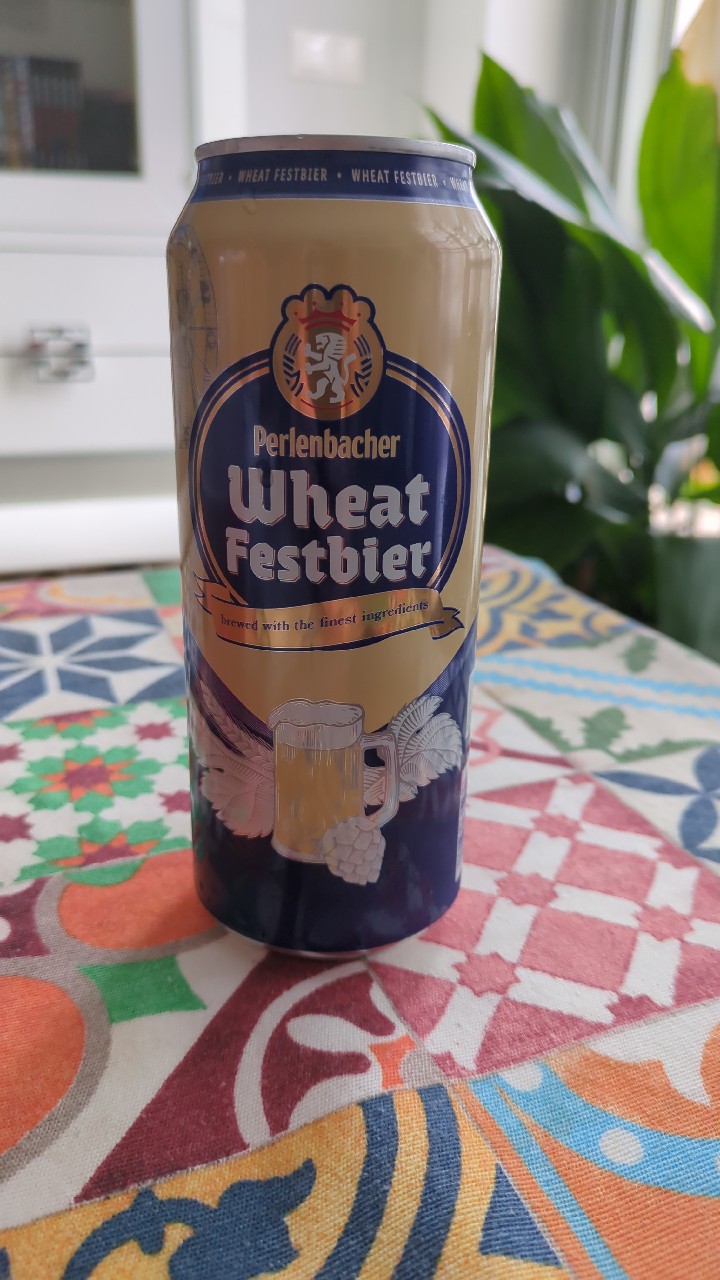 WHEAT FESTBIER • WHEAT FESTBIER •
Perlenbacher
Wheat
Festbier
brewed with the finest ingredients